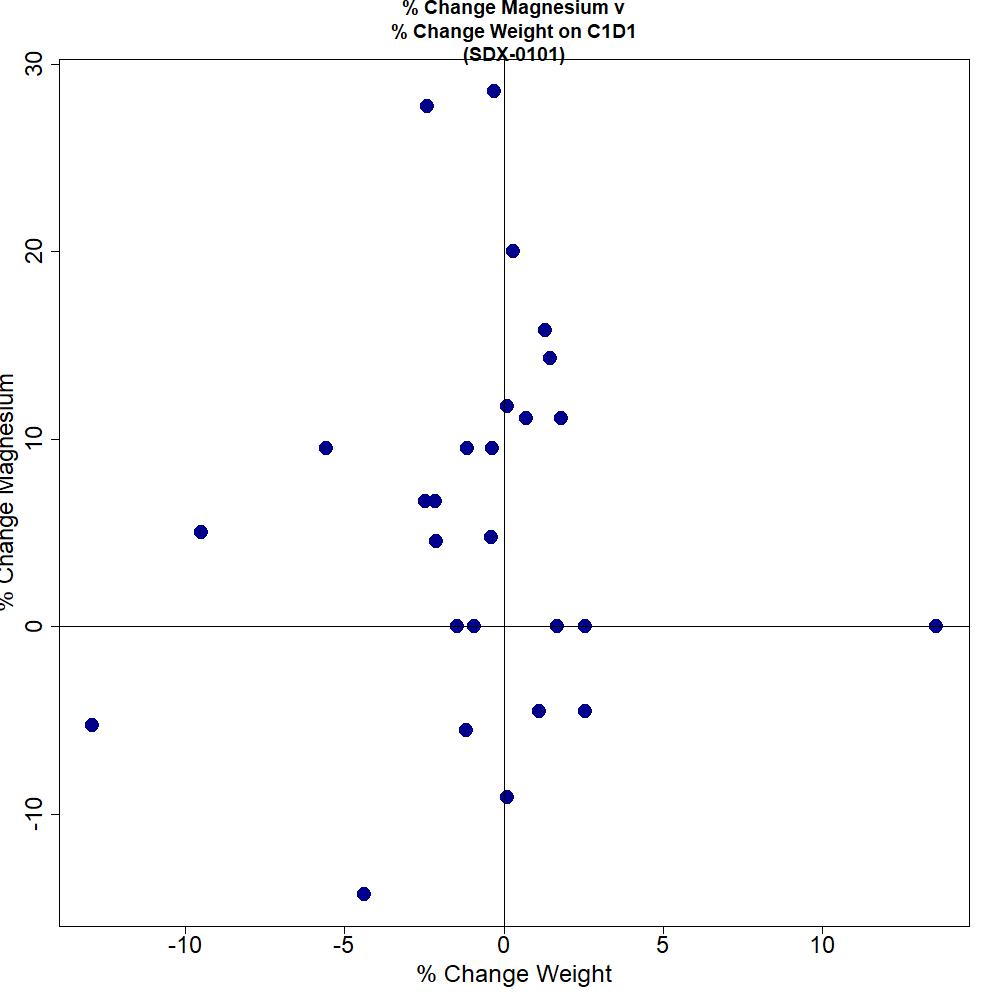 % Change Magnesium v
% Change Weight on C1D1
(SDX-0101)
30
20
10
0
-10
% Change Magnesium
-10
-5
0
5
10
% Change Weight